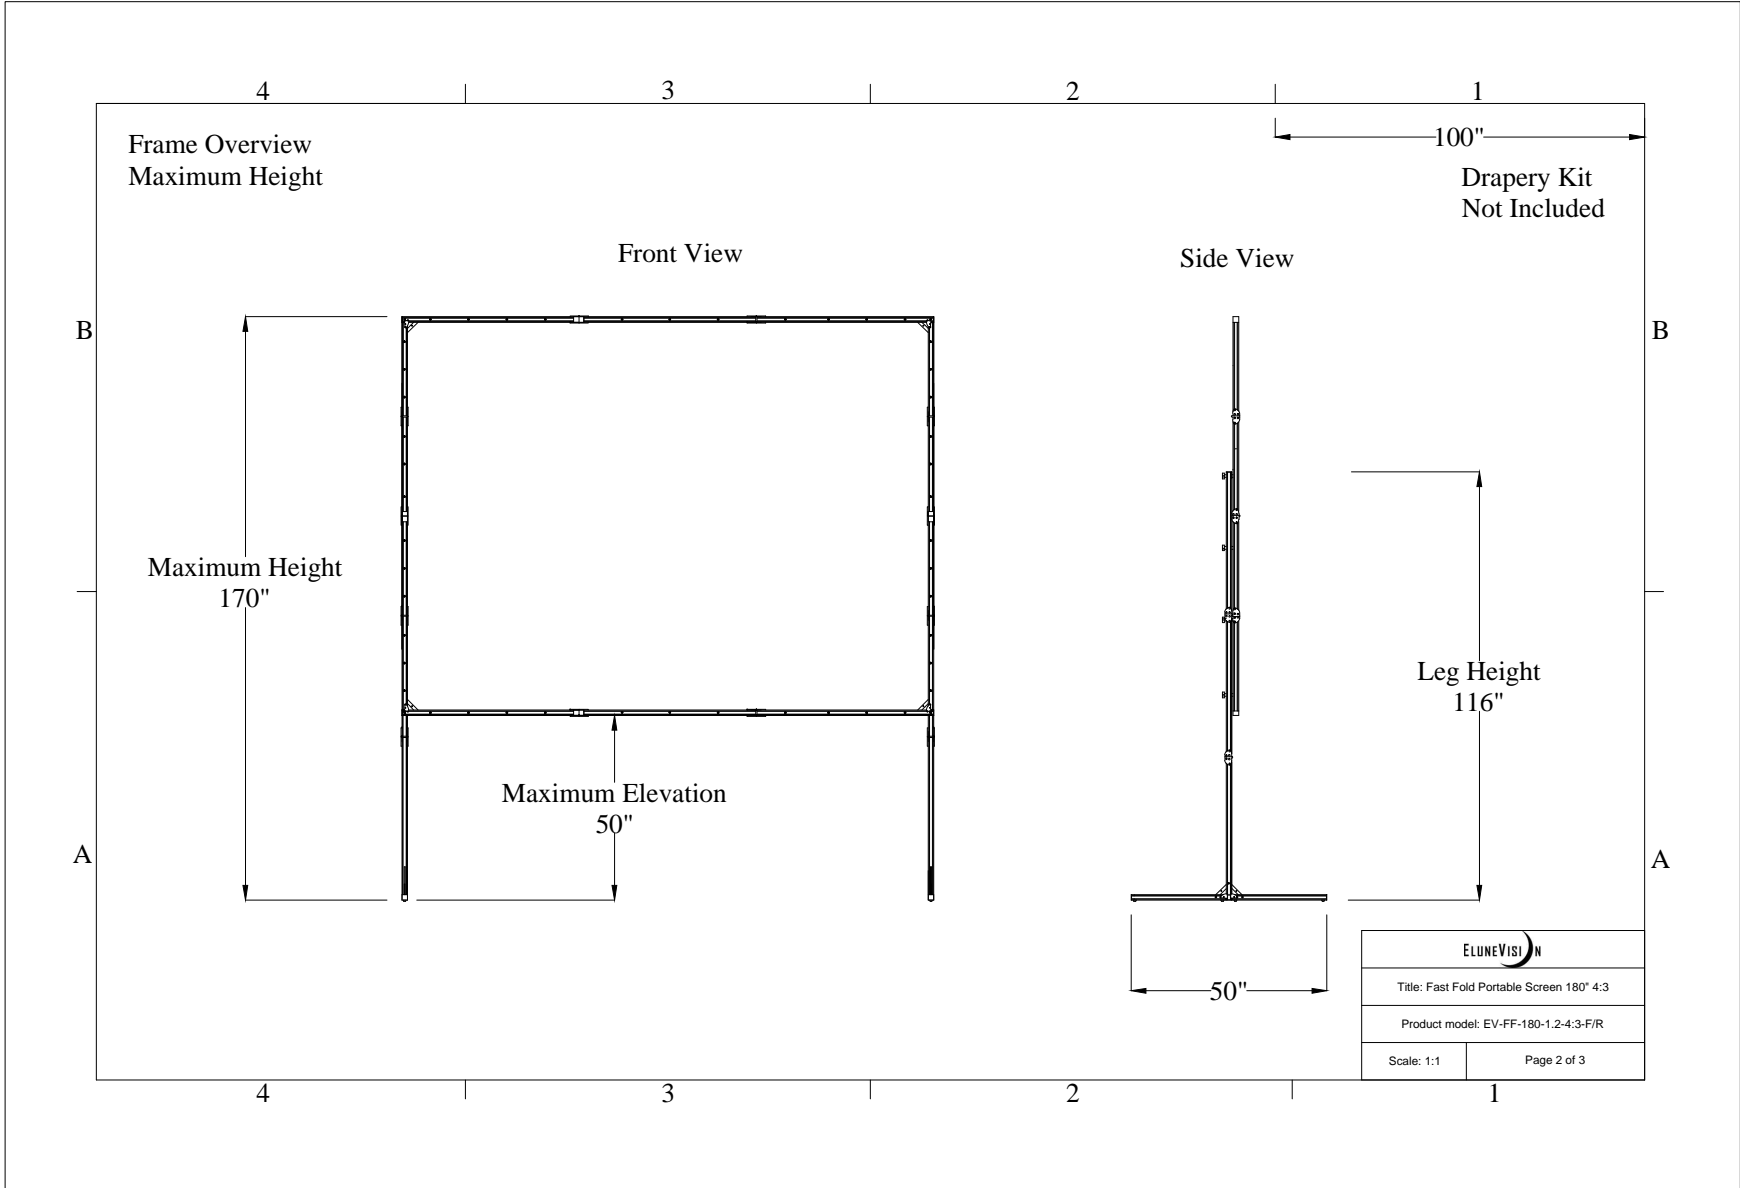 4 3 2 1
Frame Overview
Maximum Height
100"
Drapery Kit
Not Included
Front View
Side View
B B
Maximum Height
170"
Leg Height
116"
Maximum Elevation
50"
A A
50"
ELUNEVISION
Title: Fast Fold Portable Screen 180" 4:3
Product model: EV-FF-180-1.2-4:3-F/R
Scale: 1:1 Page 2 of 3
4 3 2 1